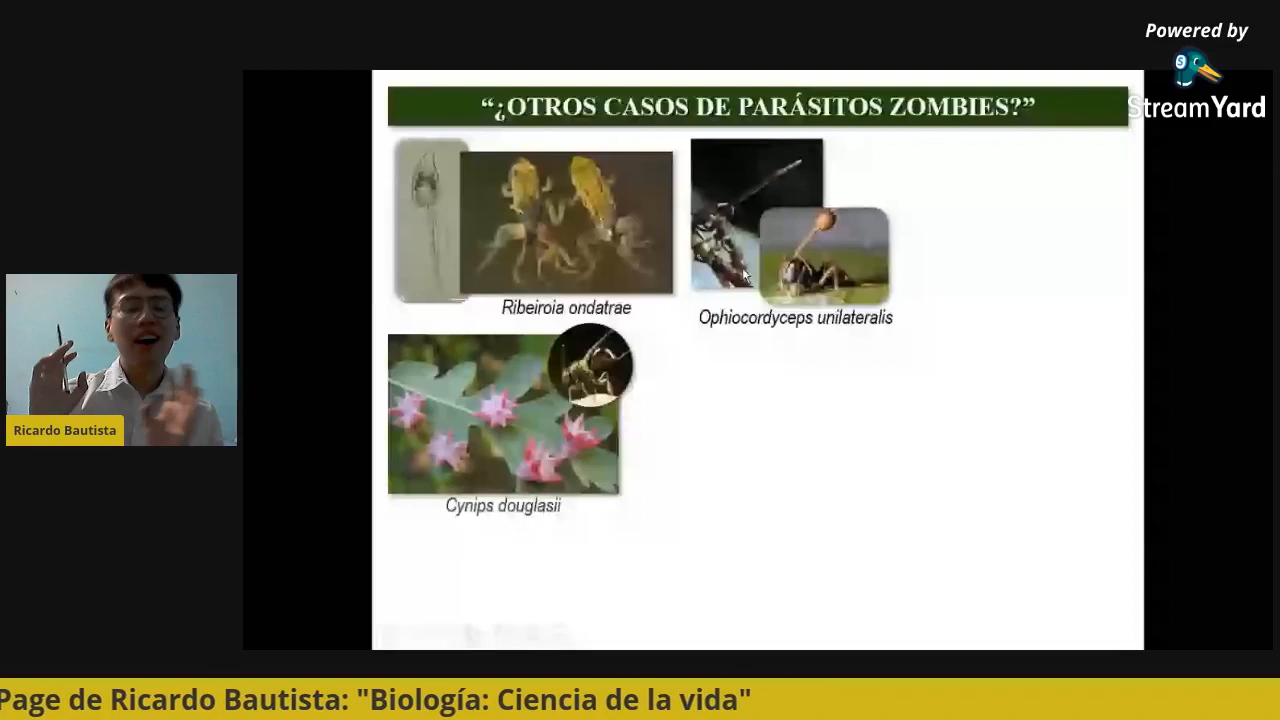 Powered by
StreamYard
“¿OTROS CASOS DE PARÁSITOS ZOMBIES?”
Ribeiroia ondatrae
Ophiocordyceps unilateralis
Ricardo Bautista
Cynips douglasii
Page de Ricardo Bautista: "Biología: Ciencia de la vida"